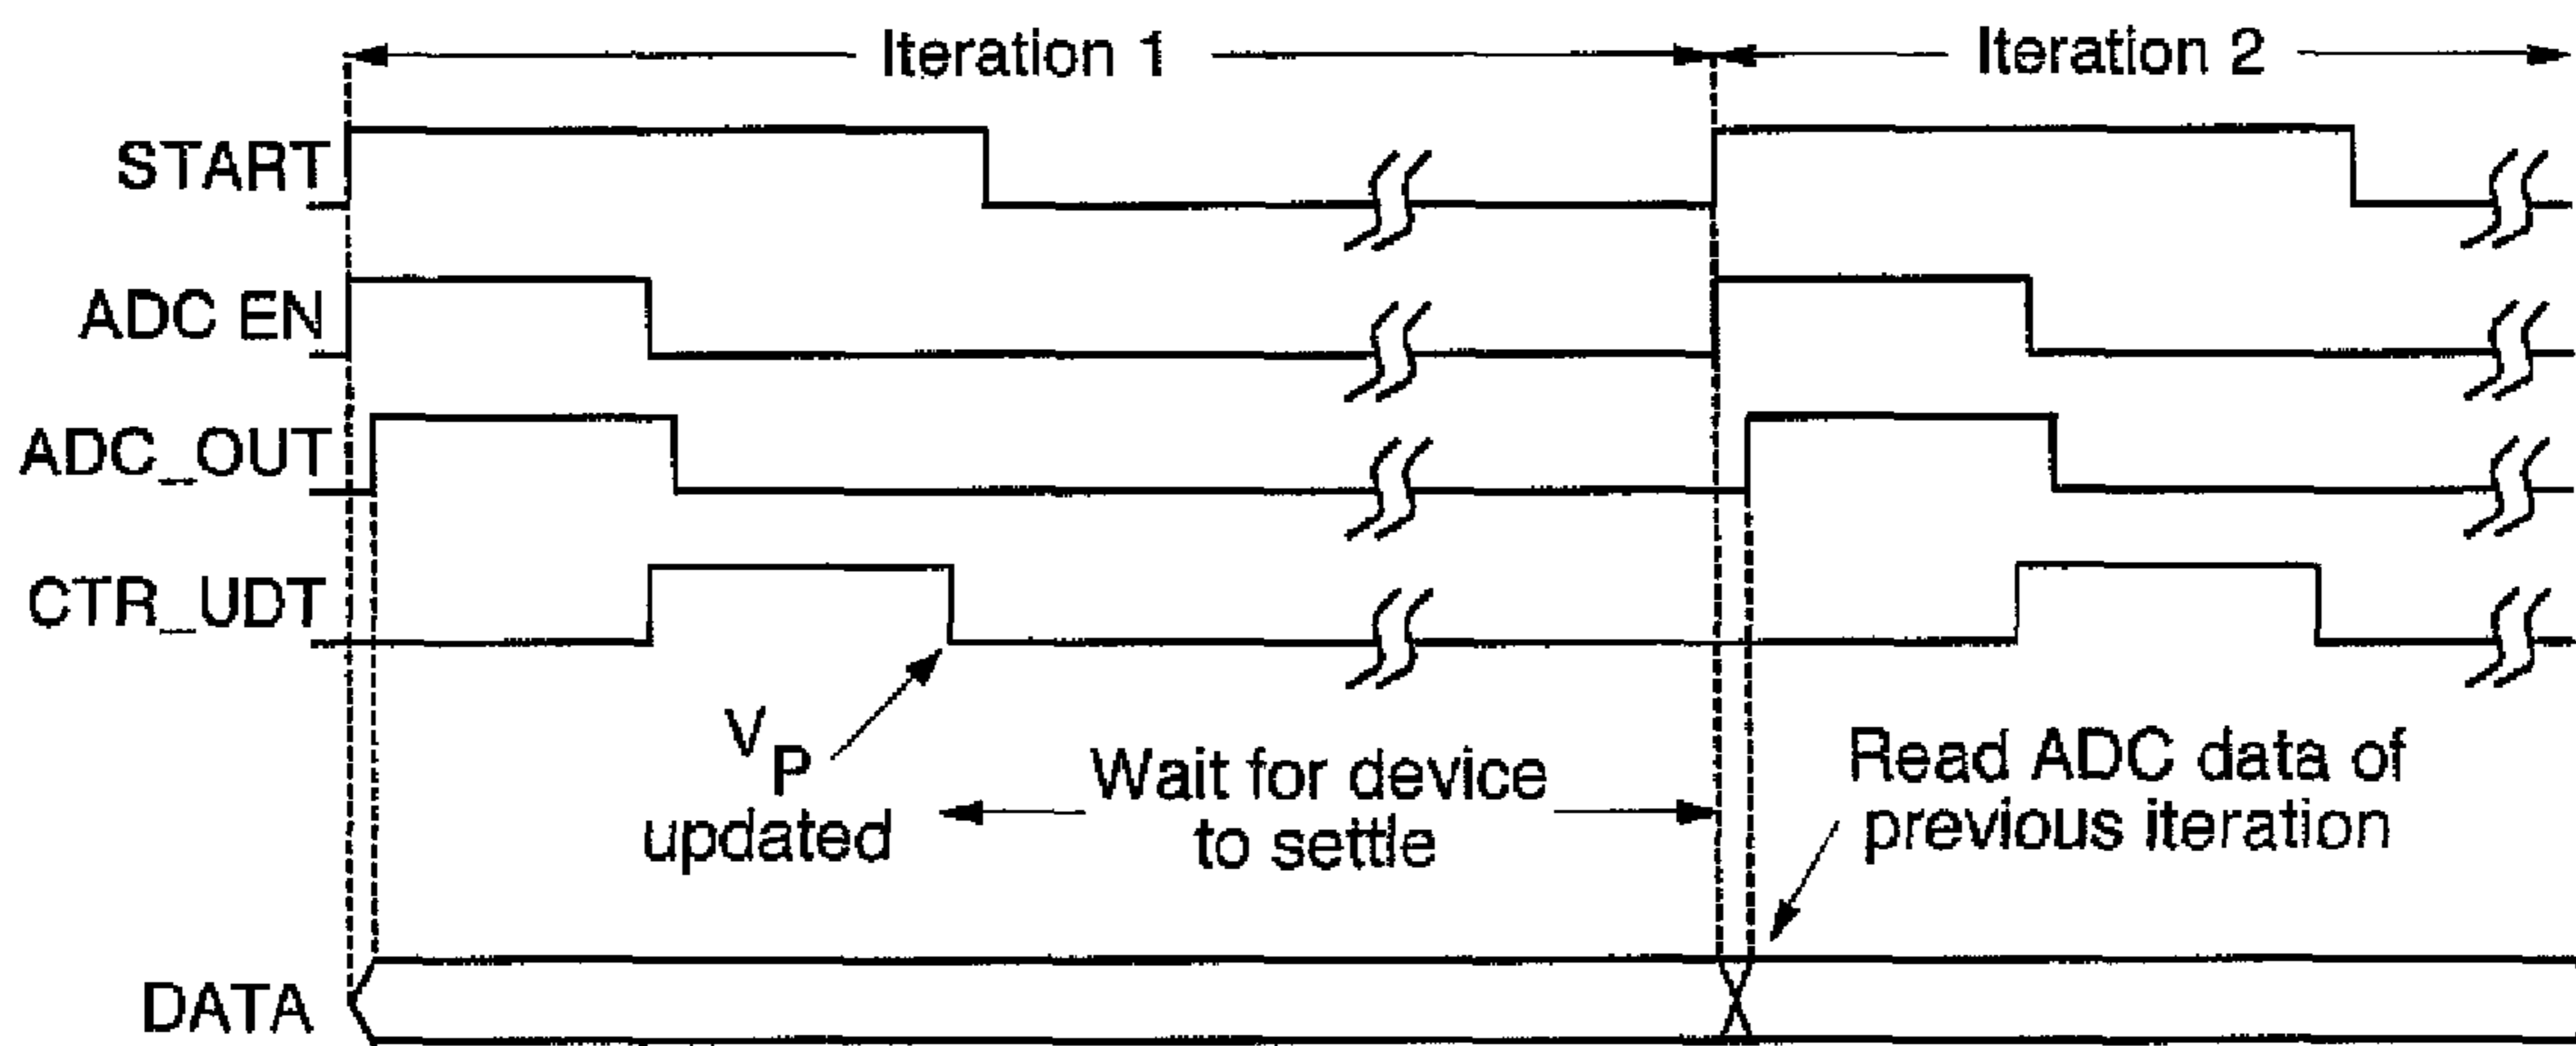 Iteration 1
Iteration 2
START
ADC EN
ADC_OUT
CTR_UDT
VP
updated
Wait for device
to settle
Read ADC data of
previous iteration
DATA